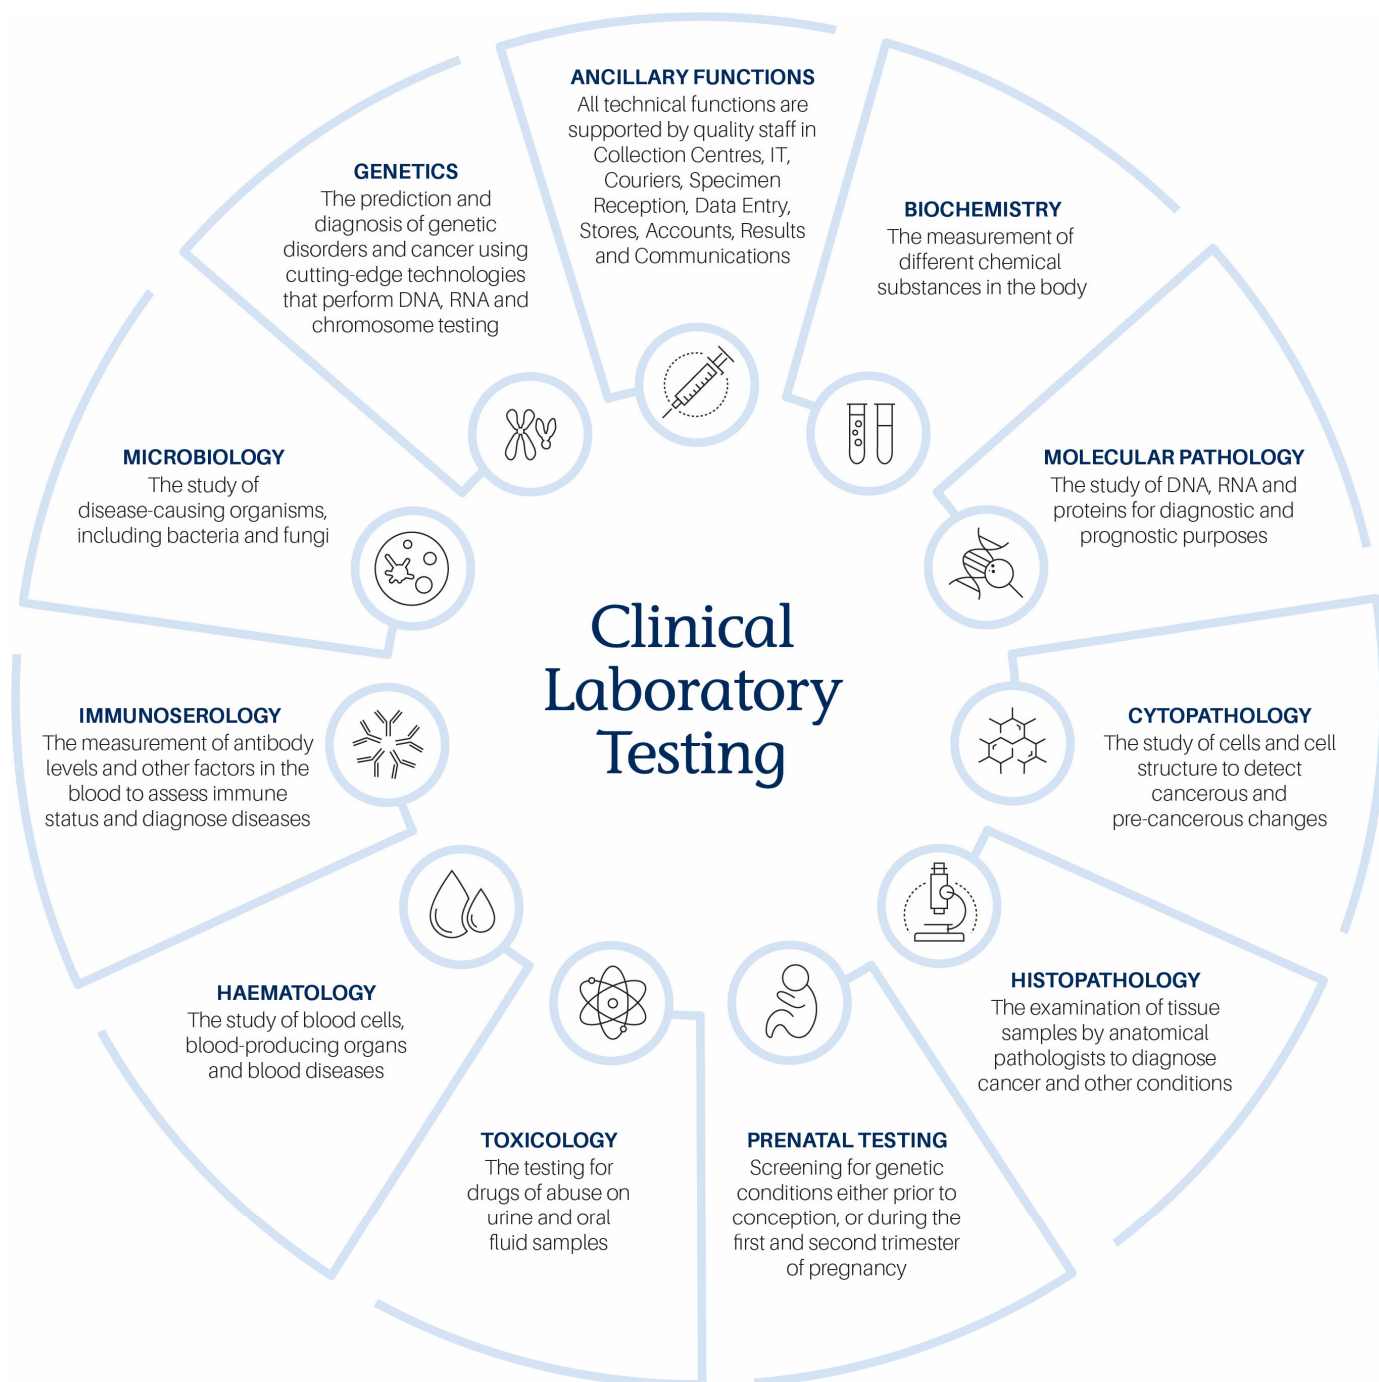 ANCILLARY FUNCTIONS
All technical functions are
supported by quality staff in
Collection Centres, IT,
Couriers, Specimen
Reception, Data Entry,
Stores, Accounts, Results
and Communications
BIOCHEMISTRY
The measurement of
different chemical
substances in the body
MOLECULAR PATHOLOGY
The study of DNA, RNA and
proteins for diagnostic and
prognostic purposes
CYTOPATHOLOGY
The study of cells and cell
structure to detect
cancerous and
pre-cancerous changes
HISTOPATHOLOGY
The examination of tissue
samples by anatomical
pathologists to diagnose
cancer and other conditions
PRENATAL TESTING
Screening for genetic
conditions either prior to
conception, or during the
first and second trimester
of pregnancy
TOXICOLOGY
The testing for
drugs of abuse on
urine and oral
fluid samples
HAEMATOLOGY
The study of blood cells,
blood-producing organs
and blood diseases
IMMUNOSEROLOGY
The measurement of antibody
levels and other factors in the
blood to assess immune
status and diagnose diseases
MICROBIOLOGY
The study of
disease-causing organisms,
including bacteria and fungi
GENETICS
The prediction and
diagnosis of genetic
disorders and cancer using
cutting-edge technologies
that perform DNA, RNA and
chromosome testing
Clinical
Laboratory
Testing